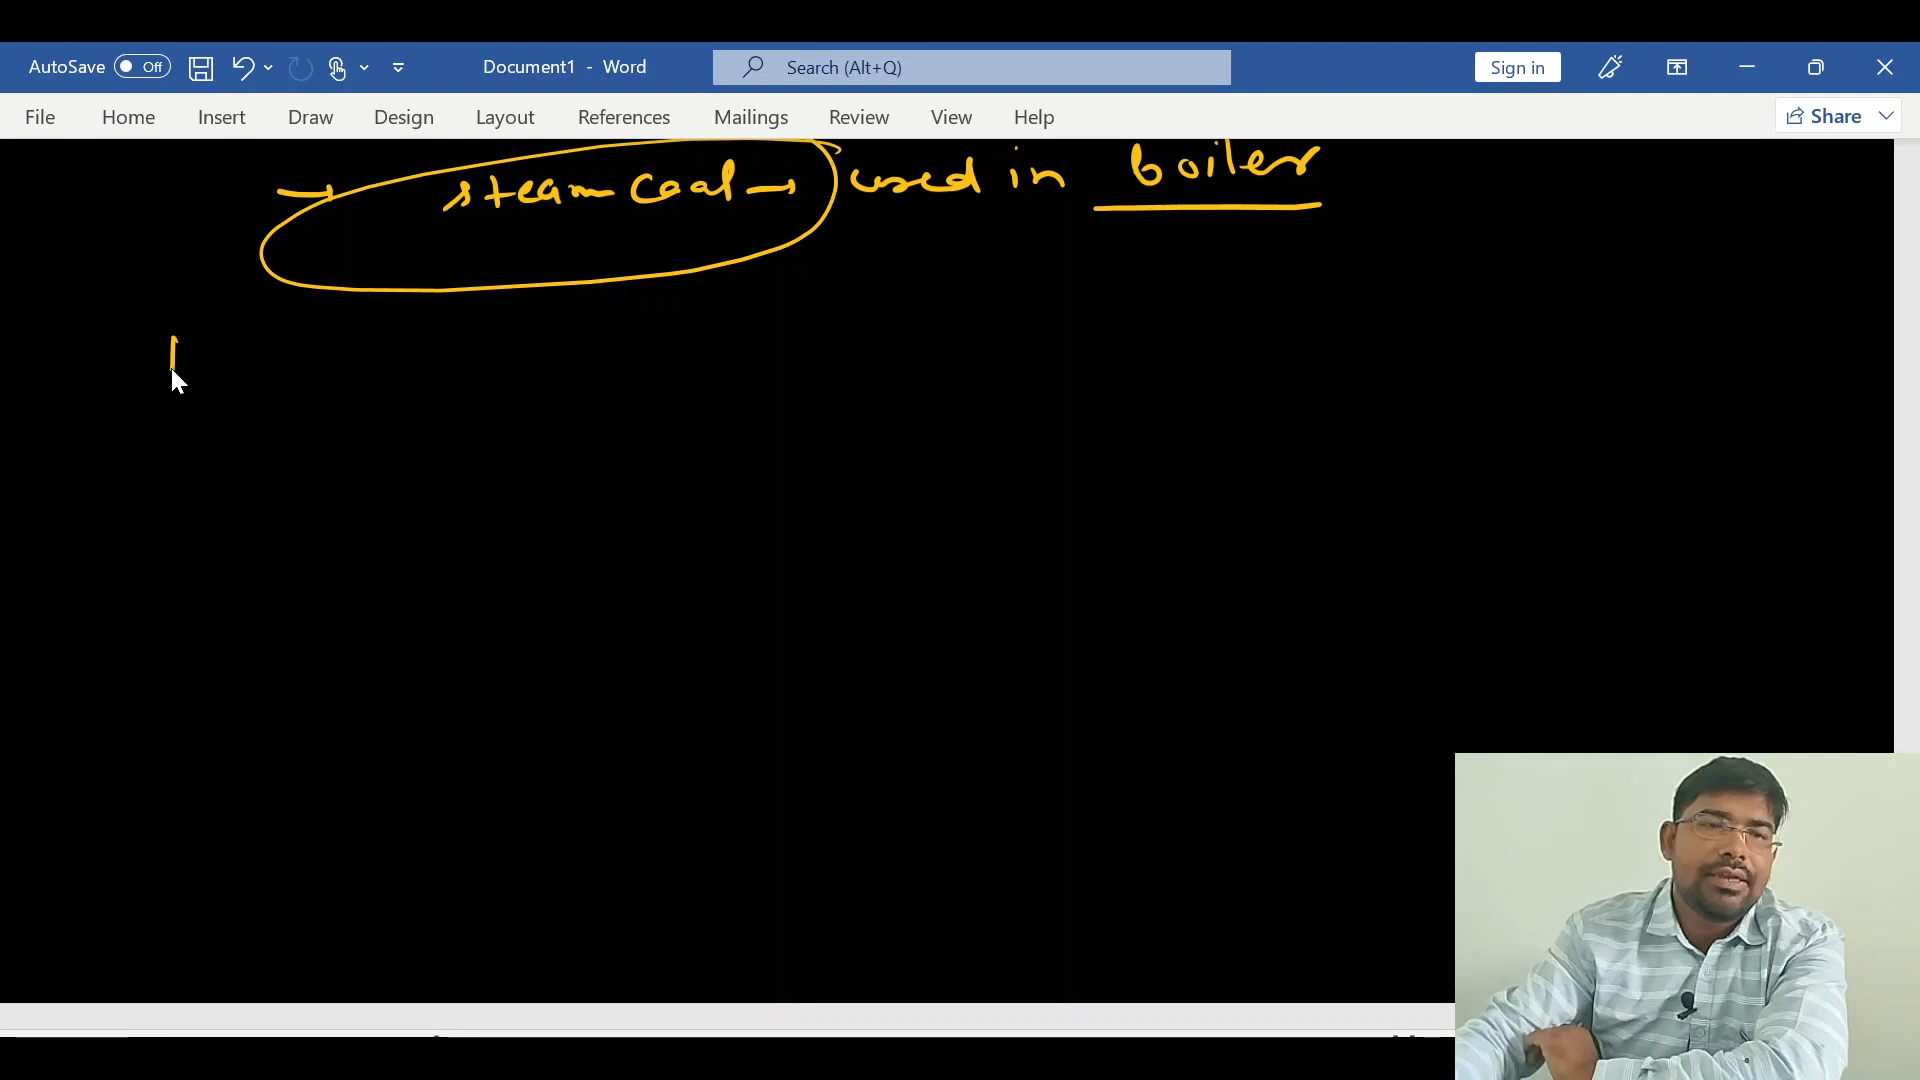 AutoSave Off Document1 - Word Search (Alt+Q) Sign in
File Home Insert Draw Design Layout References Mailings Review View Help Share
→ steam coal → used in boiler